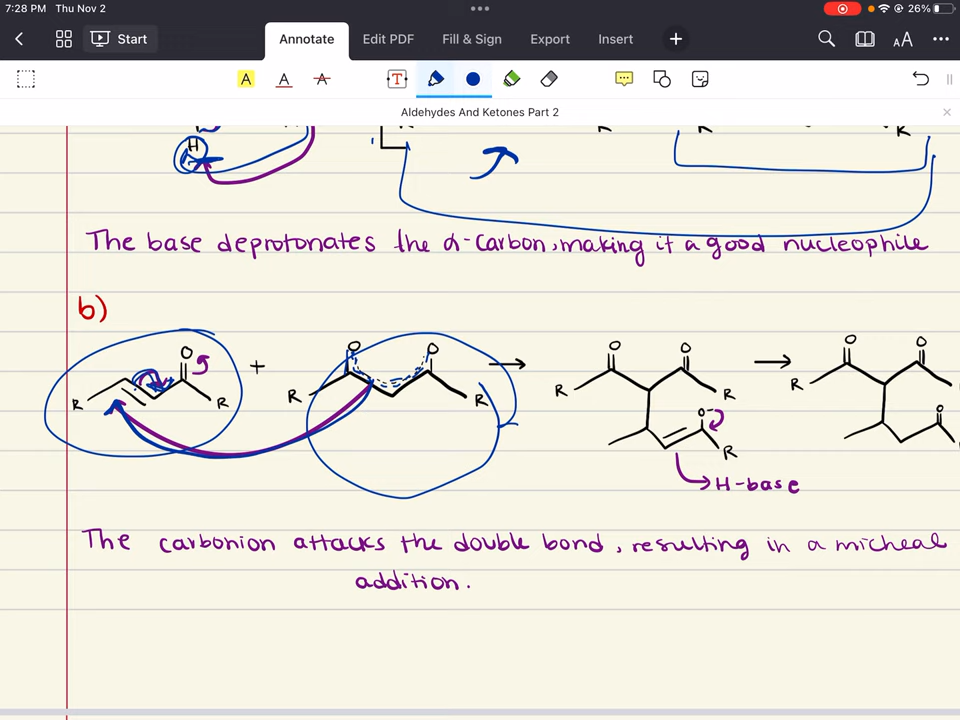 7:28 PM Thu Nov 2
26%
Start
Annotate
Edit PDF
Fill & Sign
Export
Insert
AA
A A A T
Aldehydes And Ketones Part 2
H
R R R
The base deprotonates the α-carbon, making it a good nucleophile
b)
O O O O O O O
R R + R R R R R
O-
R
O
H-base
The carbonion attacks the double bond, resulting in a micheal
addition.